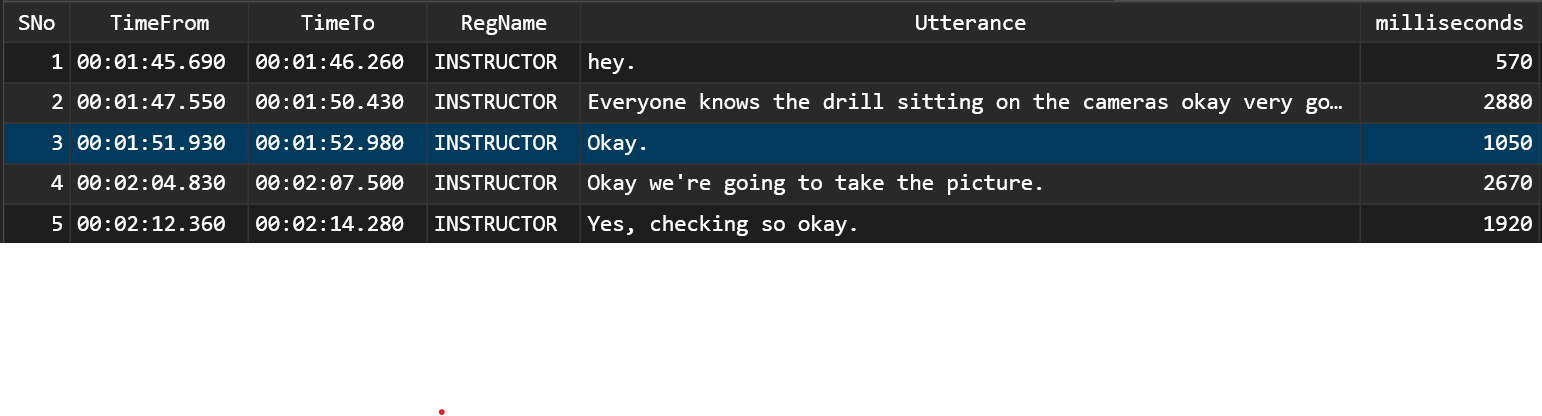 SNo TimeFrom TimeTo RegName Utterance milliseconds
1 00:01:45.690 00:01:46.260 INSTRUCTOR hey. 570
2 00:01:47.550 00:01:50.430 INSTRUCTOR Everyone knows the drill sitting on the cameras okay very go… 2880
3 00:01:51.930 00:01:52.980 INSTRUCTOR Okay. 1050
4 00:02:04.830 00:02:07.500 INSTRUCTOR Okay we're going to take the picture. 2670
5 00:02:12.360 00:02:14.280 INSTRUCTOR Yes, checking so okay. 1920